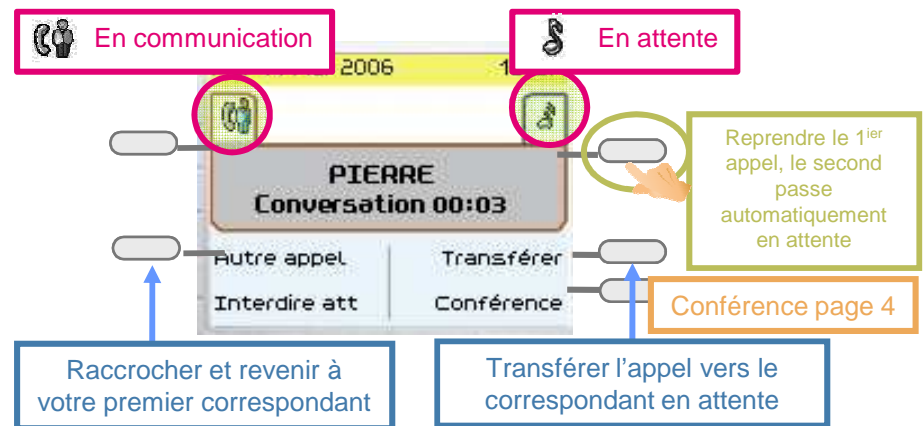 En communication
En attente
2006
PIERRE
Conversation 00:03
Autre appel
Transférer
Interdire att
Conférence
Reprendre le 1ier
appel, le second
passe
automatiquement
en attente
Conférence page 4
Raccrocher et revenir à
votre premier correspondant
Transférer l'appel vers le
correspondant en attente